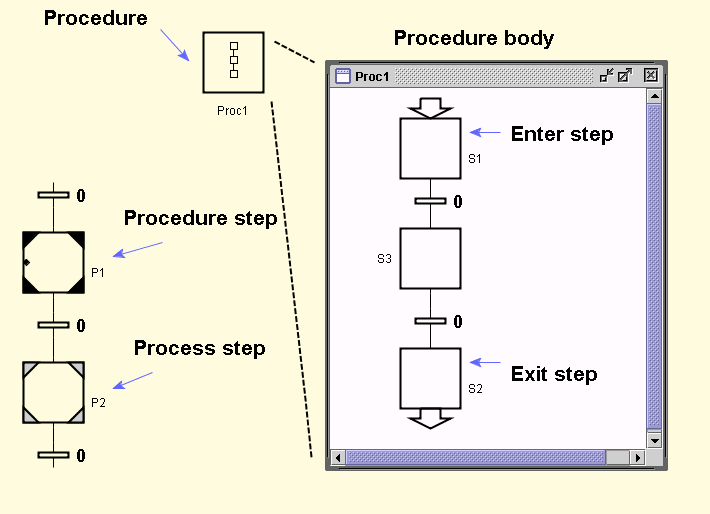 Procedure
Procedure body
Proc1
Proc1
Enter step
S1
0
0
Procedure step
S3
P1
0
0
Process step
Exit step
S2
P2
0